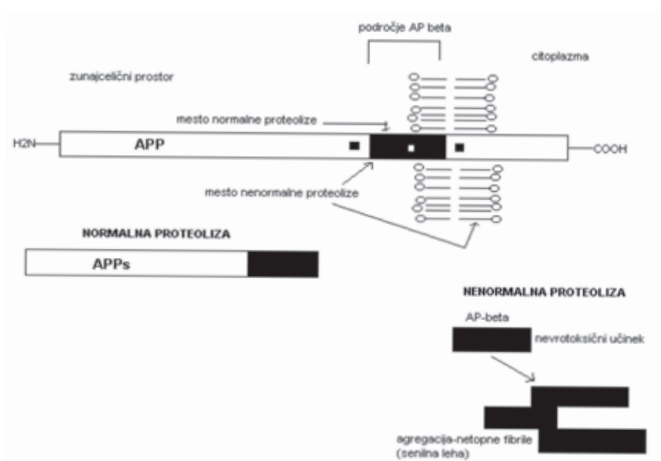 področje AP beta
citoplazma
zunajcelični prostor
mesto normalne proteolize
H2N
APP
COOH
mesto nenormalne proteolize
NORMALNA PROTEOLIZA
APPs
NENORMALNA PROTEOLIZA
AP-beta
nevrotoksični učinek
agregacija-netopne fibrile
(senilna leha)